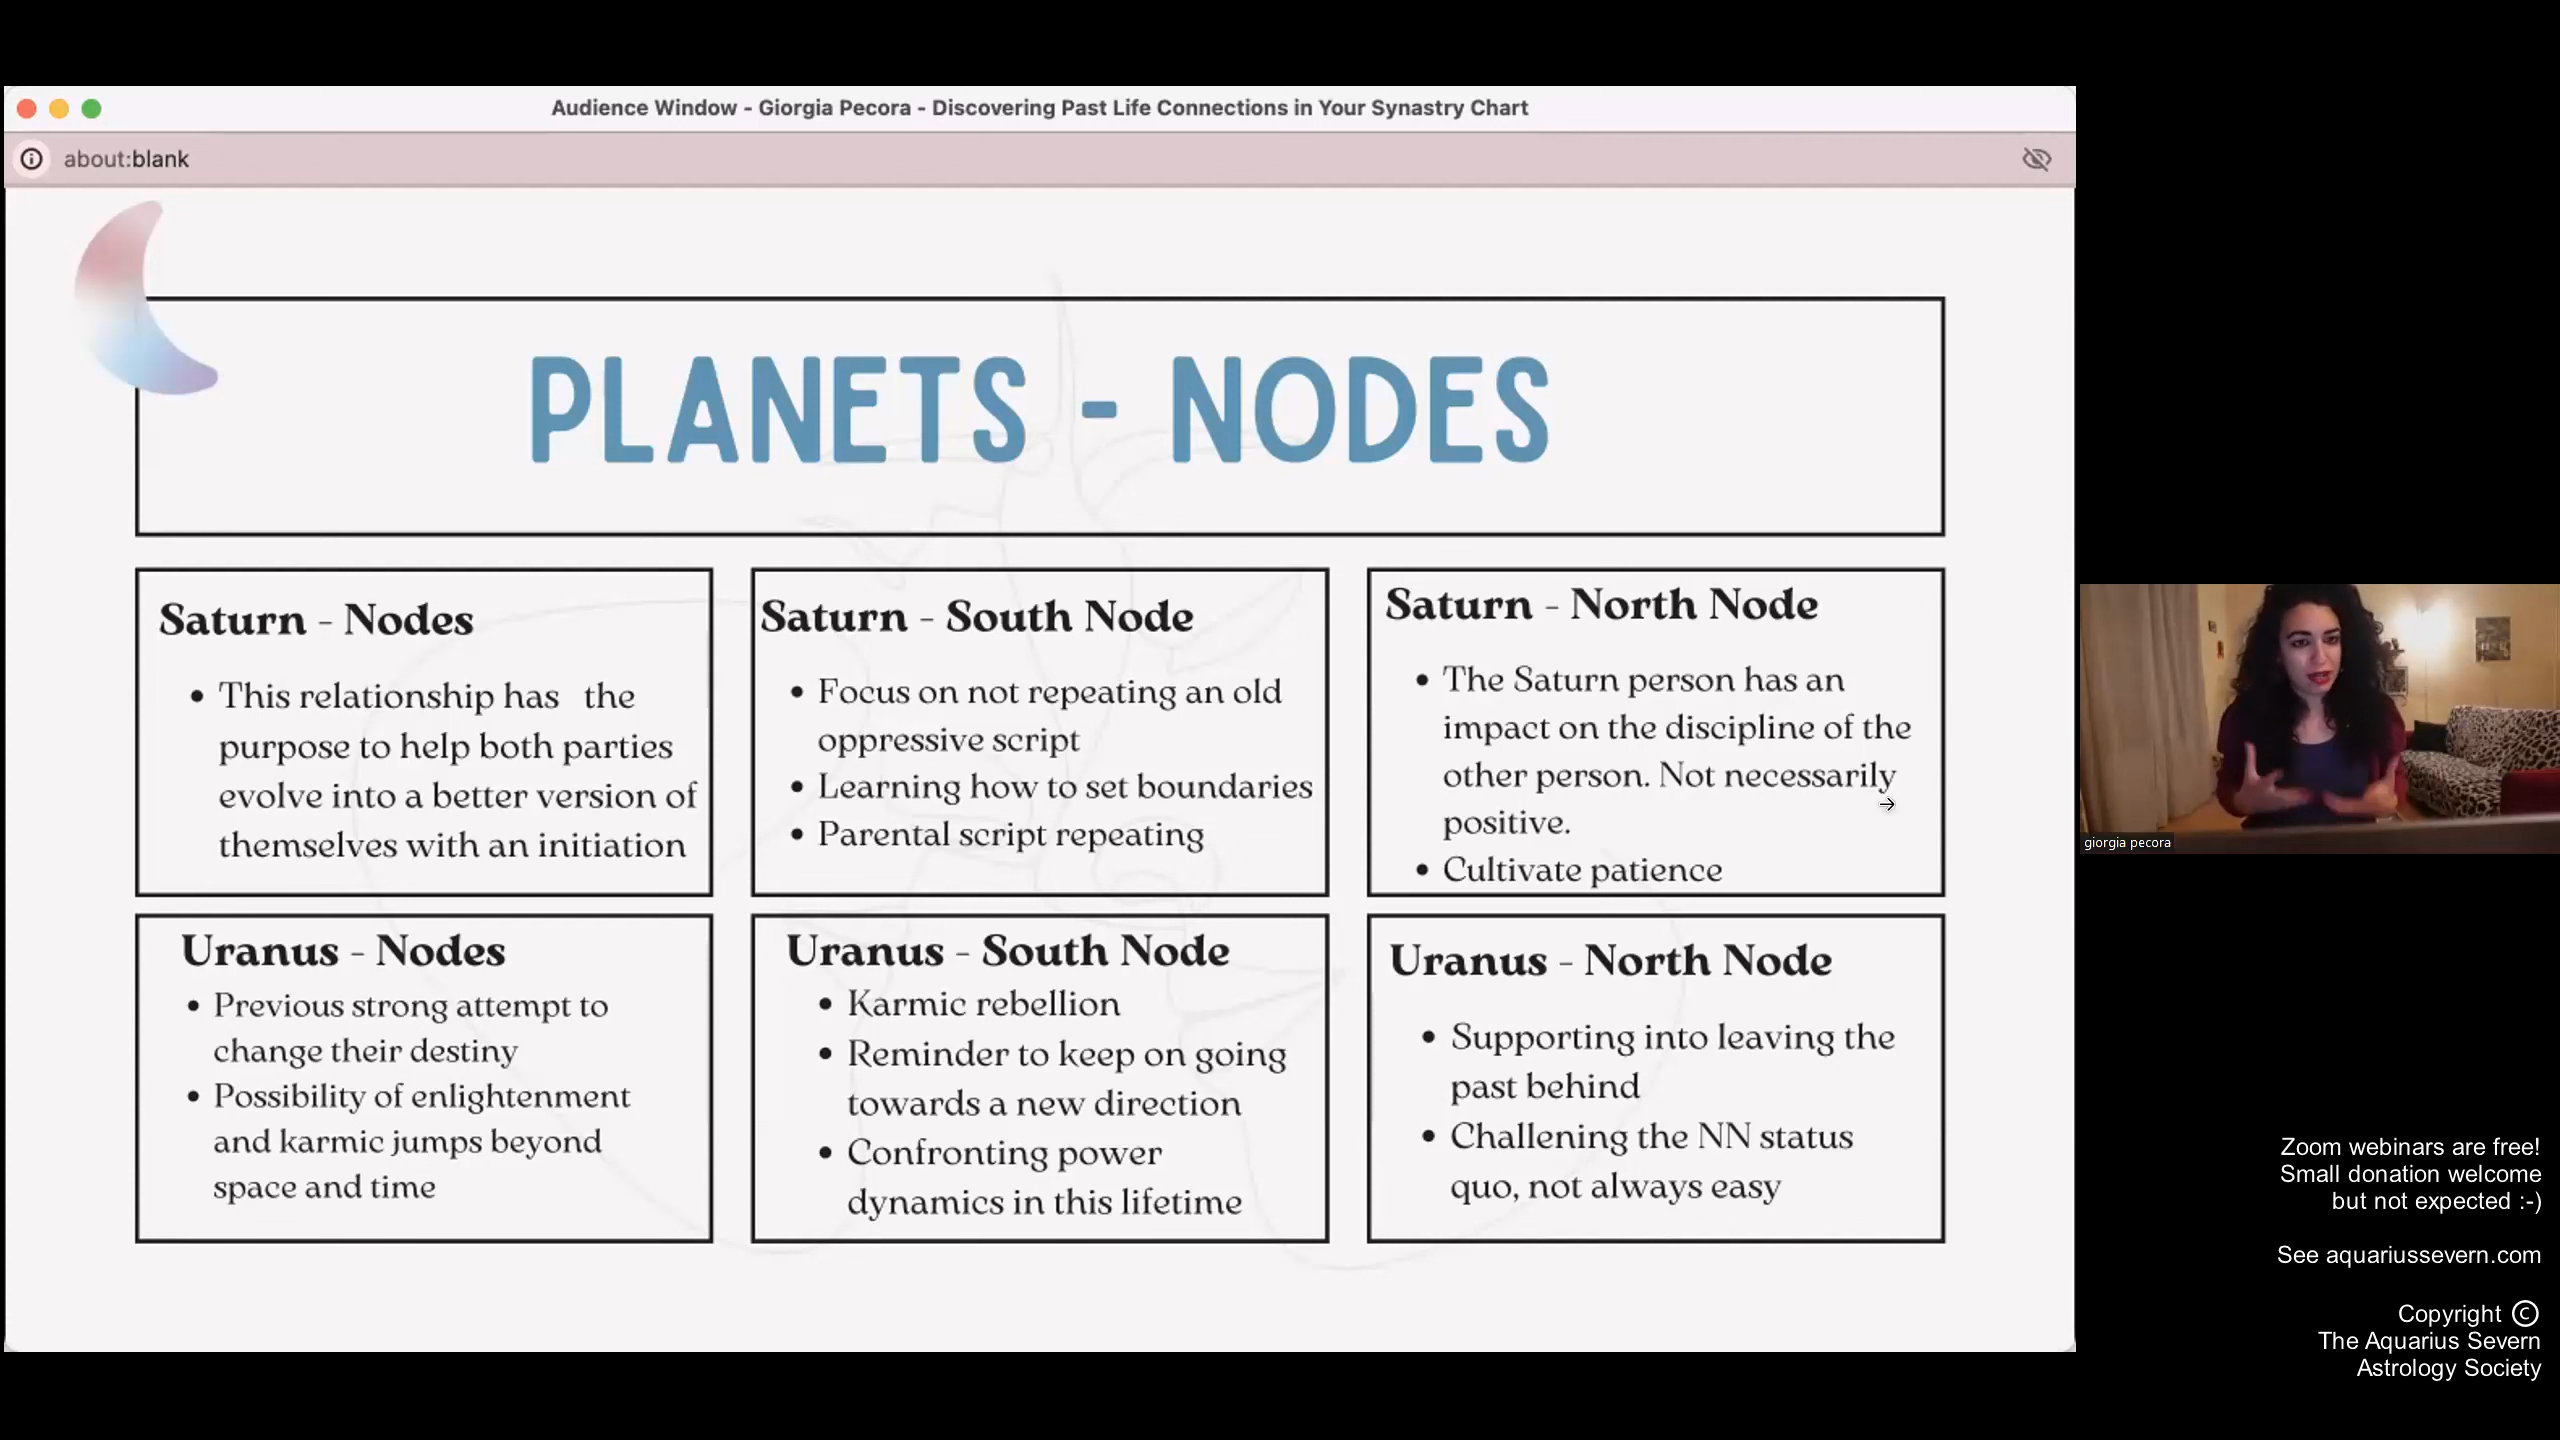 Audience Window - Giorgia Pecora - Discovering Past Life Connections in Your Synastry Chart
about:blank
PLANETS - NODES
Saturn - Nodes
This relationship has the
purpose to help both parties
evolve into a better version of
themselves with an initiation
Saturn - South Node
Focus on not repeating an old
oppressive script
Learning how to set boundaries
Parental script repeating
Saturn - North Node
The Saturn person has an
impact on the discipline of the
other person. Not necessarily
positive.
Cultivate patience
Uranus - Nodes
Previous strong attempt to
change their destiny
Possibility of enlightenment
and karmic jumps beyond
space and time
Uranus - South Node
Karmic rebellion
Reminder to keep on going
towards a new direction
Confronting power
dynamics in this lifetime
Uranus - North Node
Supporting into leaving the
past behind
Challening the NN status
quo, not always easy
giorgia pecora
Zoom webinars are free!
Small donation welcome
but not expected :-)
See aquariussevern.com
Copyright ©
The Aquarius Severn
Astrology Society